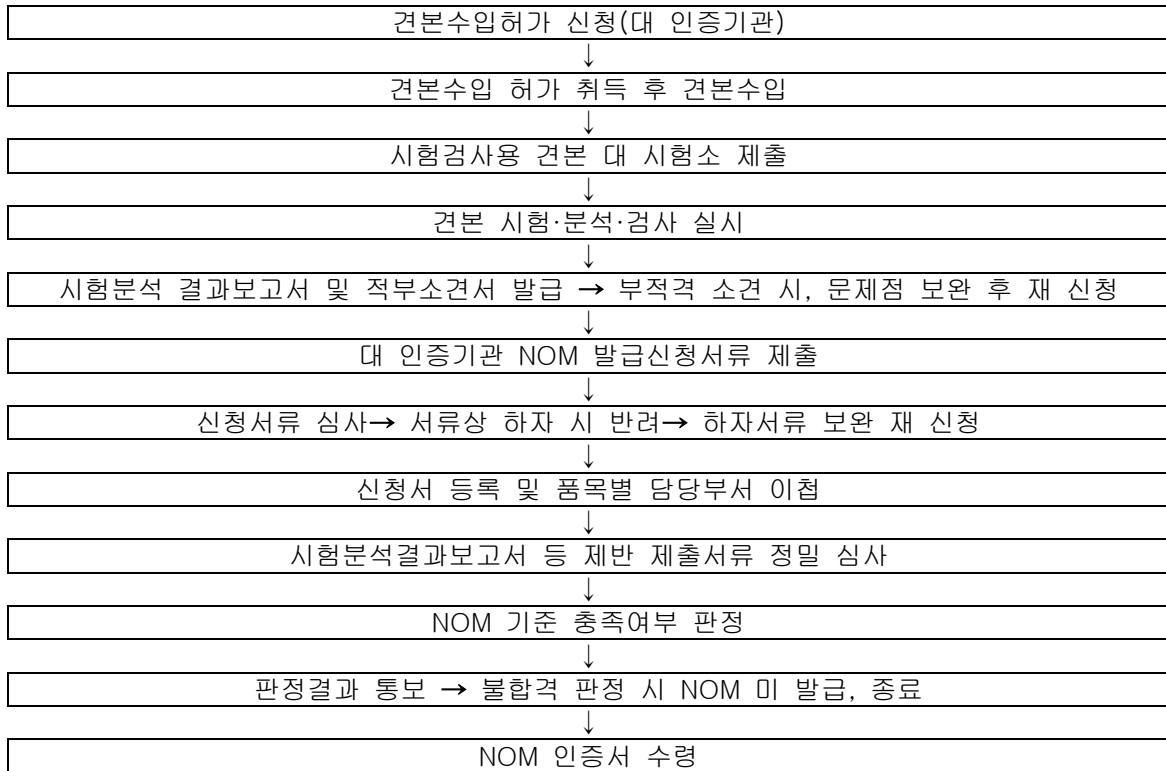 견본수입허가 신청(대 인증기관)
↓
견본수입 허가 취득 후 견본수입
↓
시험검사용 견본 대 시험소 제출
↓
견본 시험·분석·검사 실시
↓
시험분석 결과보고서 및 적부소견서 발급 → 부적격 소견 시, 문제점 보완 후 재 신청
↓
대 인증기관 NOM 발급신청서류 제출
↓
신청서류 심사→ 서류상 하자 시 반려→ 하자서류 보완 재 신청
↓
신청서 등록 및 품목별 담당부서 이첩
↓
시험분석결과보고서 등 제반 제출서류 정밀 심사
↓
NOM 기준 충족여부 판정
↓
판정결과 통보 → 불합격 판정 시 NOM 미 발급, 종료
↓
NOM 인증서 수령